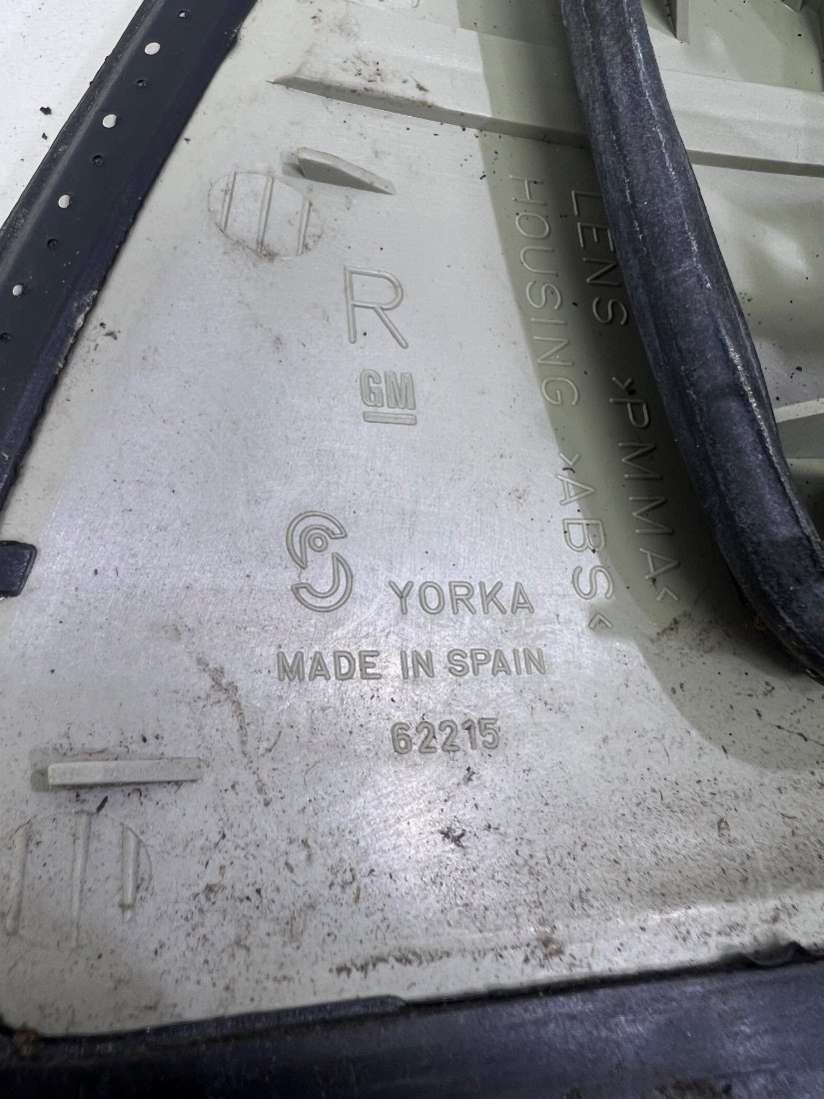 R
GM
YORKA
MADE IN SPAIN
62215
LENS >PMMA<
HOUSING >ABS<